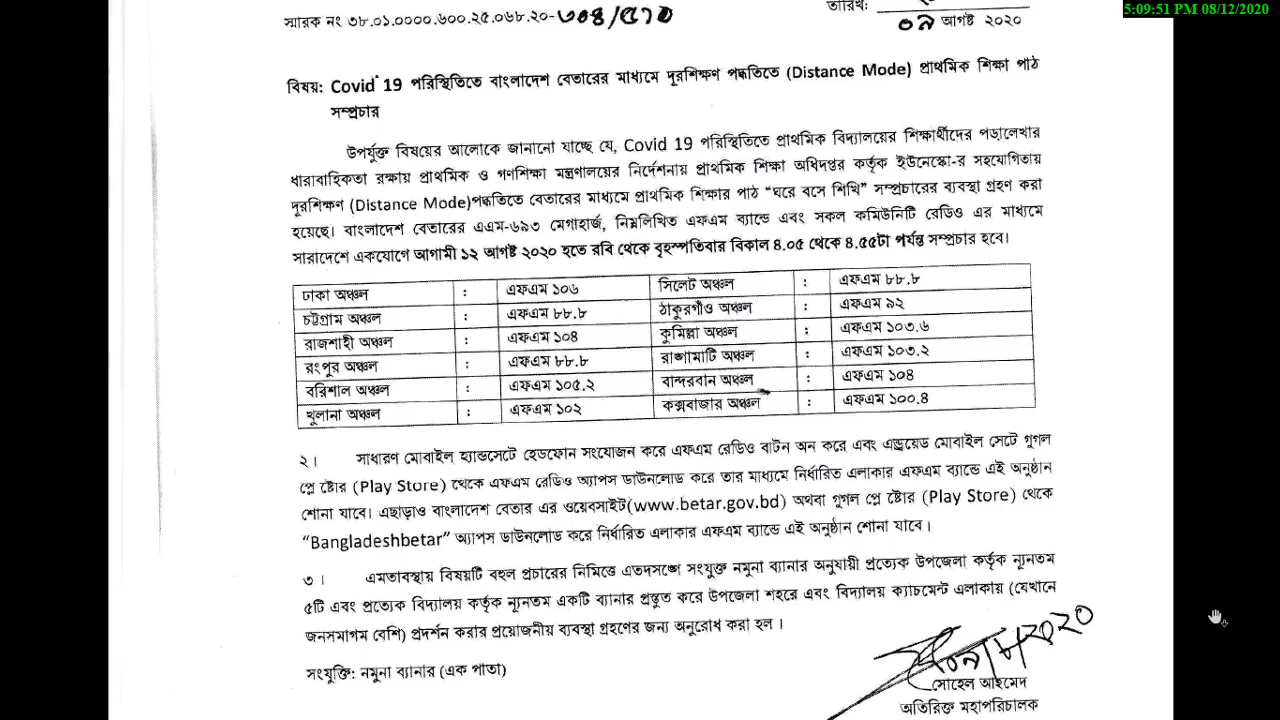 5:09:51 PM 08/12/2020
স্মারক নং ৩৮.০১.০০০০.৬০০.২৫.০৬৮.২০-৩০৪/৫৭০
তারিখ:
০৯ আগষ্ট ২০২০
বিষয়: Covid 19 পরিস্থিতিতে বাংলাদেশ বেতারের মাধ্যমে দূরশিক্ষণ পদ্ধতিতে (Distance Mode) প্রাথমিক শিক্ষা পাঠ
সম্প্রচার
উপর্যুক্ত বিষয়ের আলোকে জানানো যাচ্ছে যে, Covid 19 পরিস্থিতিতে প্রাথমিক বিদ্যালয়ের শিক্ষার্থীদের পড়ালেখার
ধারাবাহিকতা রক্ষায় প্রাথমিক ও গণশিক্ষা মন্ত্রণালয়ের নির্দেশনায় প্রাথমিক শিক্ষা অধিদপ্তর কর্তৃক ইউনেস্কো-র সহযোগিতায়
দূরশিক্ষণ (Distance Mode)পদ্ধতিতে বেতারের মাধ্যমে প্রাথমিক শিক্ষার পাঠ "ঘরে বসে শিখি" সম্প্রচারের ব্যবস্থা গ্রহণ করা
হয়েছে। বাংলাদেশ বেতারের এএম-৬৯৩ মেগাহার্জ, নিম্নলিখিত এফএম ব্যান্ডে এবং সকল কমিউনিটি রেডিও এর মাধ্যমে
সারাদেশে একযোগে আগামী ১২ আগষ্ট ২০২০ হতে রবি থেকে বৃহস্পতিবার বিকাল ৪.০৫ থেকে ৪.৫৫টা পর্যন্ত সম্প্রচার হবে।
ঢাকা অঞ্চল : এফএম ১০৬ সিলেট অঞ্চল : এফএম ৮৮.৮
চট্টগ্রাম অঞ্চল : এফএম ৮৮.৮ ঠাকুরগাঁও অঞ্চল : এফএম ৯২
রাজশাহী অঞ্চল : এফএম ১০৪ কুমিল্লা অঞ্চল : এফএম ১০৩.৬
রংপুর অঞ্চল : এফএম ৮৮.৮ রাঙ্গামাটি অঞ্চল : এফএম ১০৩.২
বরিশাল অঞ্চল : এফএম ১০৫.২ বান্দরবান অঞ্চল : এফএম ১০৪
খুলানা অঞ্চল : এফএম ১০২ কক্সবাজার অঞ্চল : এফএম ১০০.৪
২। সাধারণ মোবাইল হ্যান্ডসেটে হেডফোন সংযোজন করে এফএম রেডিও বাটন অন করে এবং এন্ড্রয়েড মোবাইল সেটে গুগল
প্লে ষ্টোর (Play Store) থেকে এফএম রেডিও অ্যাপস ডাউনলোড করে তার মাধ্যমে নির্ধারিত এলাকার এফএম ব্যান্ডে এই অনুষ্ঠান
শোনা যাবে। এছাড়াও বাংলাদেশ বেতার এর ওয়েবসাইট(www.betar.gov.bd) অথবা গুগল প্লে ষ্টোর (Play Store) থেকে
"Bangladeshbetar" অ্যাপস ডাউনলোড করে নির্ধারিত এলাকার এফএম ব্যান্ডে এই অনুষ্ঠান শোনা যাবে।
৩। এমতাবস্থায় বিষয়টি বহুল প্রচারের নিমিত্তে এতদসঙ্গে সংযুক্ত নমুনা ব্যানার অনুযায়ী প্রত্যেক উপজেলা কর্তৃক ন্যূনতম
৫টি এবং প্রত্যেক বিদ্যালয় কর্তৃক ন্যূনতম একটি ব্যানার প্রস্তুত করে উপজেলা শহরে এবং বিদ্যালয় ক্যাচমেন্ট এলাকায় (যেখানে
জনসমাগম বেশি) প্রদর্শন করার প্রয়োজনীয় ব্যবস্থা গ্রহণের জন্য অনুরোধ করা হল ।
সংযুক্তি: নমুনা ব্যানার (এক পাতা)
সোহেল আহমেদ
অতিরিক্ত মহাপরিচালক